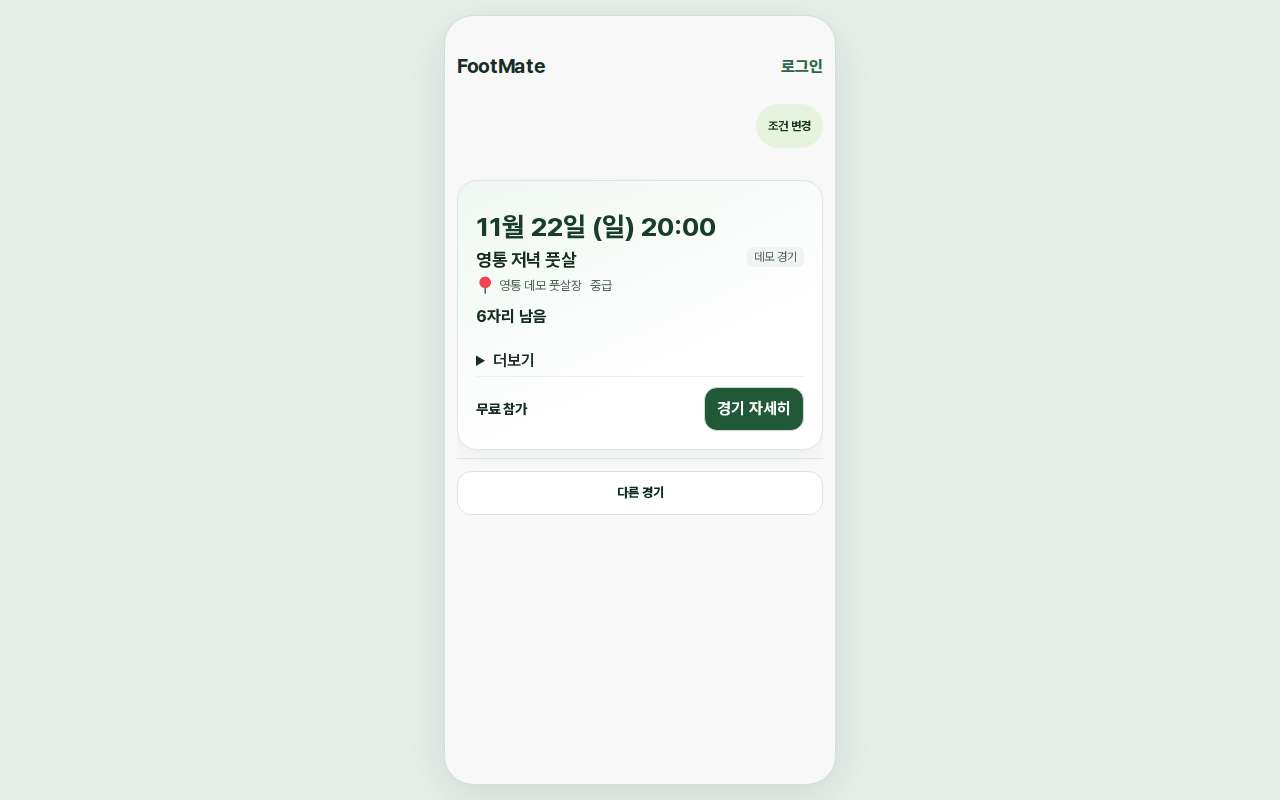 FootMate
로그인
조건 변경
11월 22일 (일) 20:00
영통 저녁 풋살
데모 경기
영통 데모 풋살장 중급
6자리 남음
더보기
무료 참가
경기 자세히
다른 경기